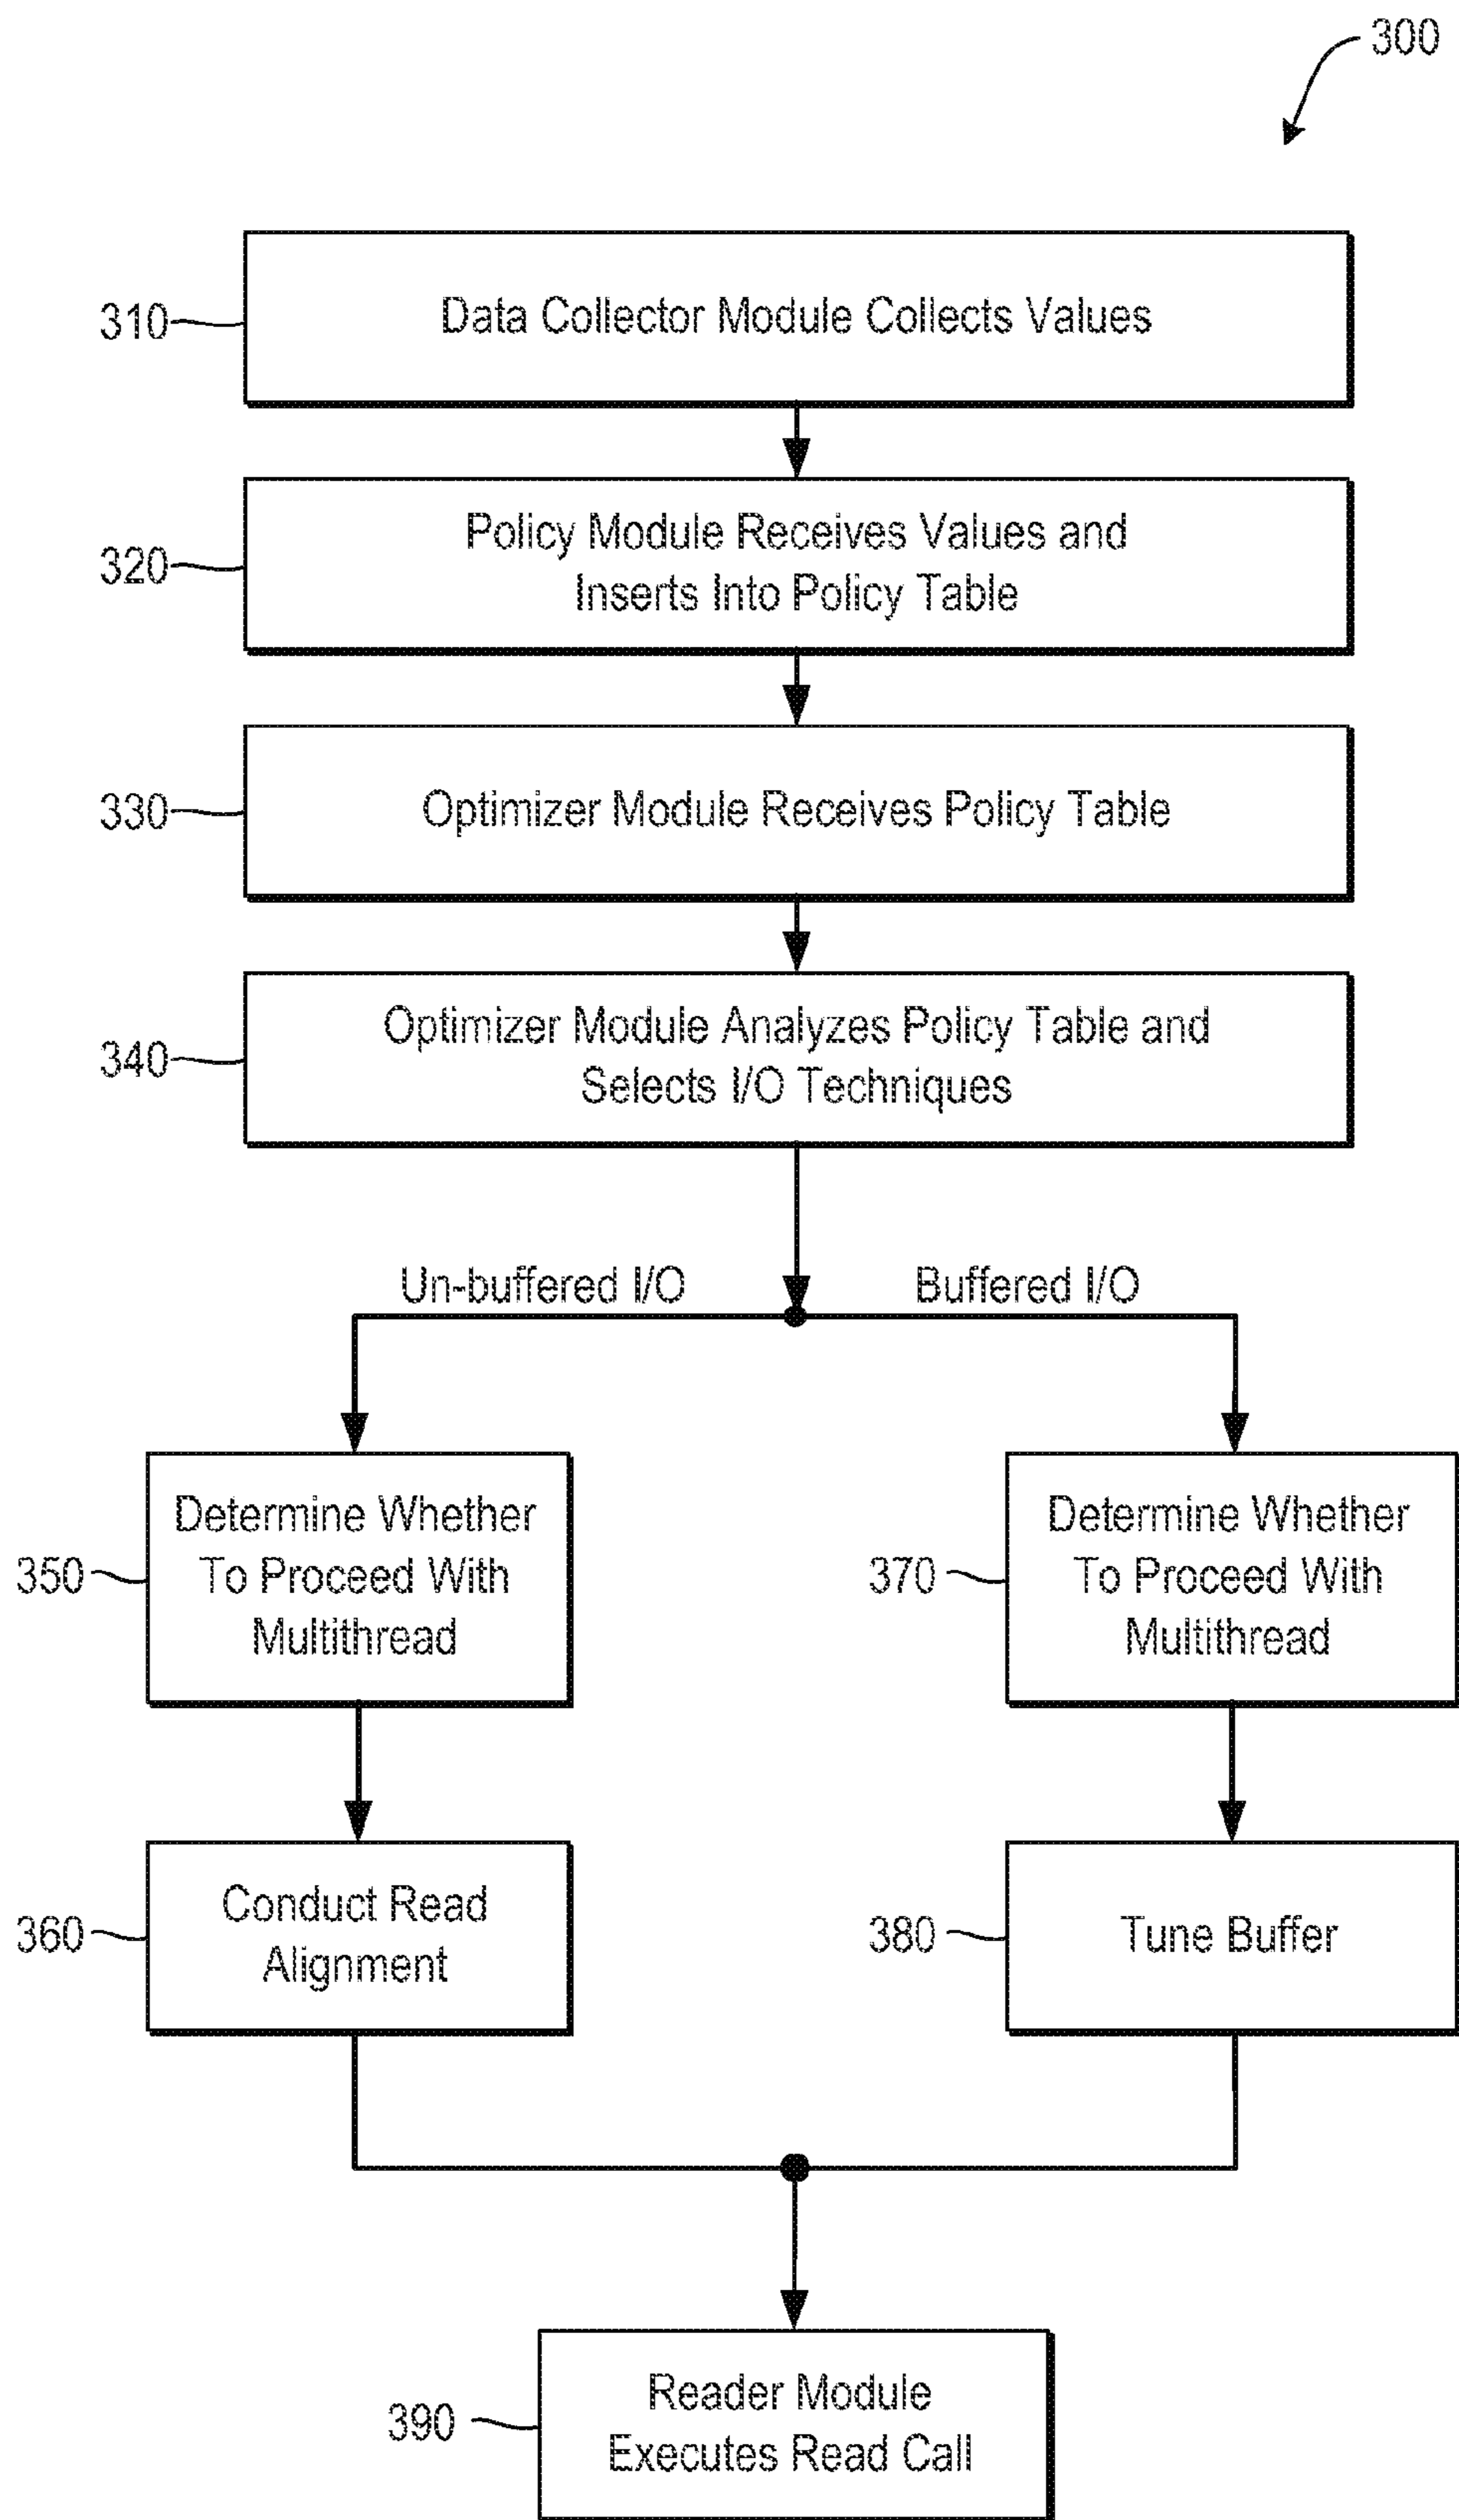 300
310
Data Collector Module Collects Values
320
Policy Module Receives Values and
Inserts Into Policy Table
330
Optimizer Module Receives Policy Table
340
Optimizer Module Analyzes Policy Table and
Selects I/O Techniques
Un-buffered I/O
Buffered I/O
350
Determine Whether
To Proceed With
Multithread
370
Determine Whether
To Proceed With
Multithread
360
Conduct Read
Alignment
380
Tune Buffer
390
Reader Module
Executes Read Call